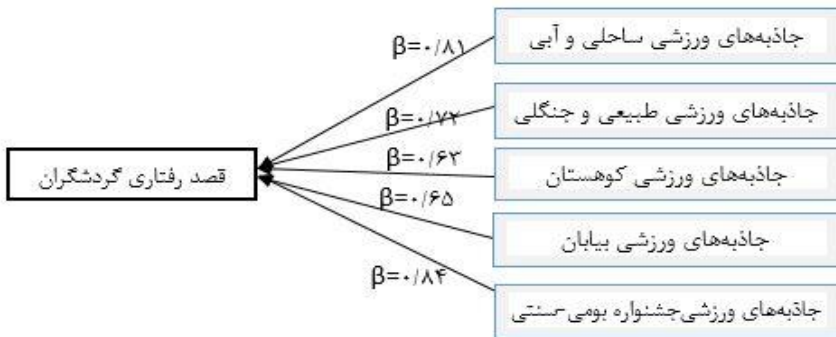 جاذبه‌های ورزشی ساحلی و آبی
β=۰/۸۱
جاذبه‌های ورزشی طبیعی و جنگلی
β=۰/۷۲
جاذبه‌های ورزشی کوهستان
β=۰/۶۳
قصد رفتاری گردشگران
β=۰/۶۵
جاذبه‌های ورزشی بیابان
β=۰/۸۴
جاذبه‌های ورزشی‌جشنواره بومی-سنتی